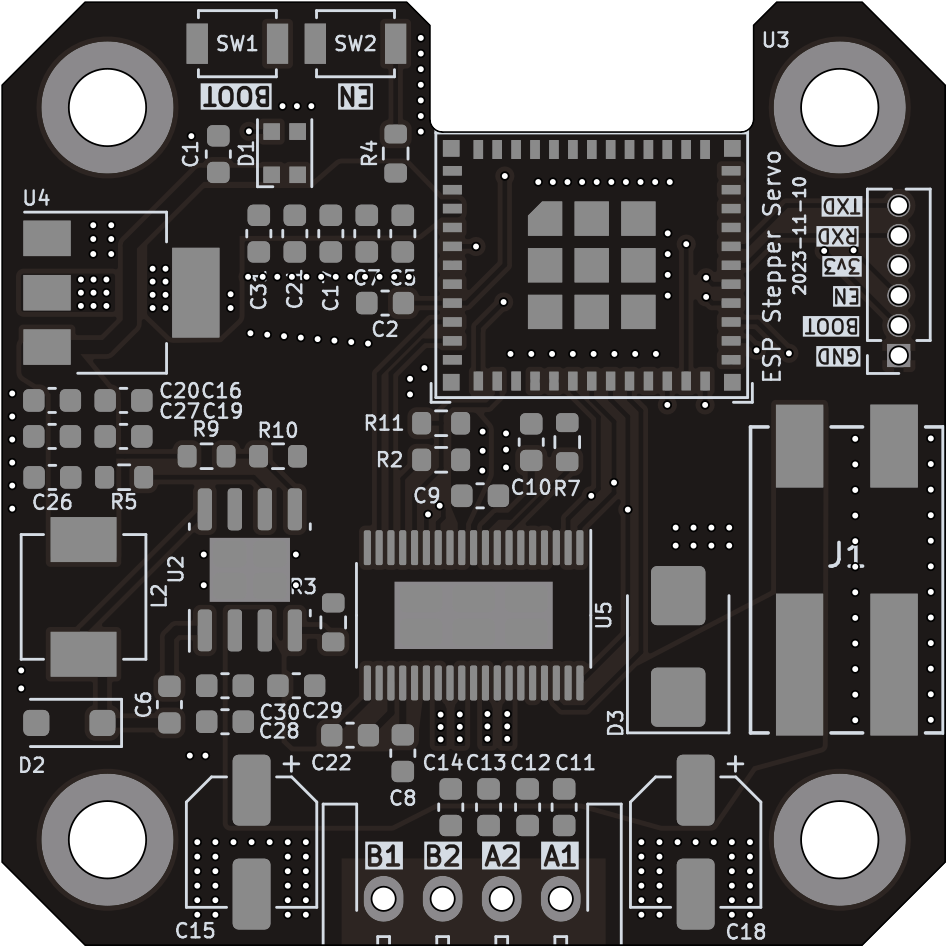 SW1 SW2 U3
BOOT EN
C1 D1 R4
U4
C31 C21 C17 C7 C5
C2
ESP Stepper Servo
2023-11-10
TXD
RXD
3v3
EN
BOOT
GND
C20 C16
C27 C19
R9 R10
R11
R2
C26 R5
C9 C10 R7
U2
R3
L2
U5
J1
C6
C30 C29
C28
D3
D2
C22
+
C8
C14 C13 C12 C11
+
B1 B2 A2 A1
C15
C18